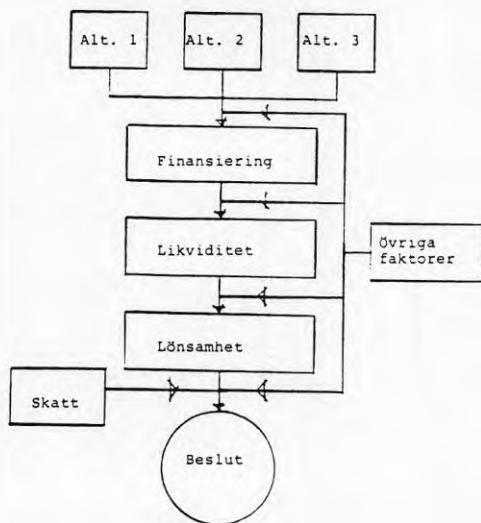 Alt. 1
Alt. 2
Alt. 3
Finansiering
Likviditet
Övriga
faktorer
Lönsamhet
Skatt
Beslut